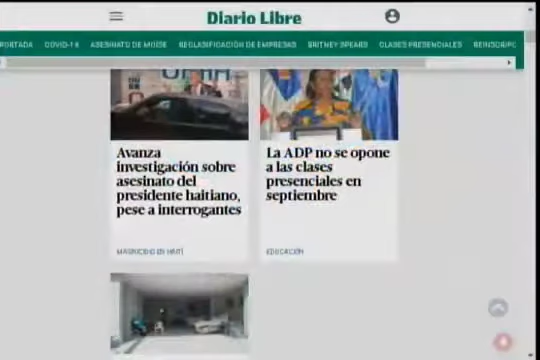 Diario Libre
PORTADA COVID-19 ASESINATO DE MOISE RECLASIFICACIÓN DE EMPRESAS BRITNEY SPEARS CLASES PRESENCIALES
Avanza
investigación sobre
asesinato del
presidente haitiano,
pese a interrogantes
MAGNICIDIO EN HAITÍ
La ADP no se opone
a las clases
presenciales en
septiembre
EDUCACIÓN